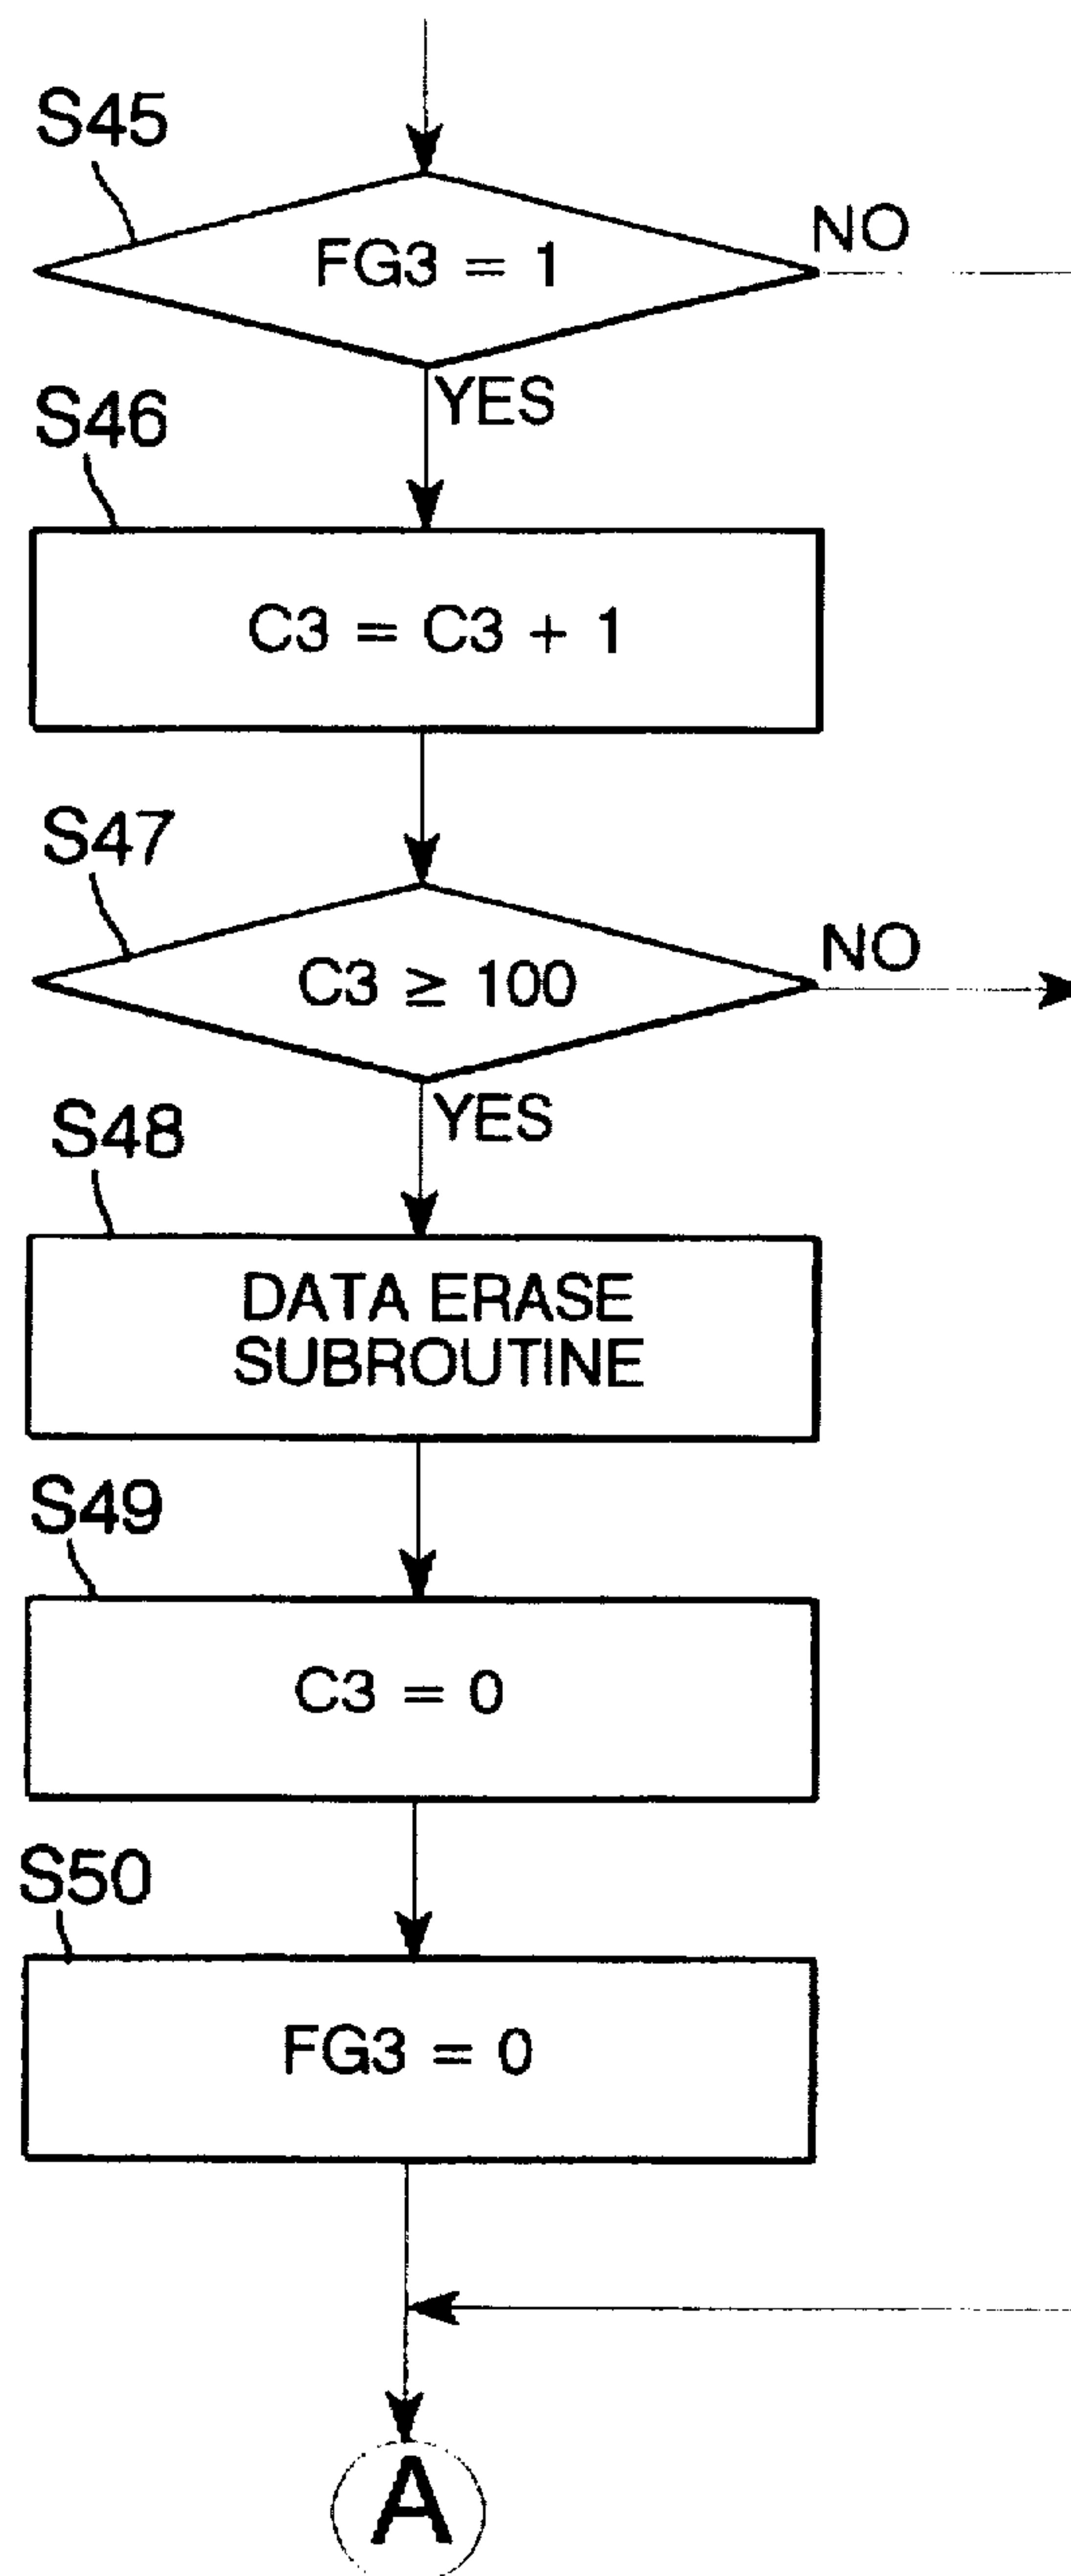 S45
FG3 = 1
NO
YES
S46
C3 = C3 + 1
S47
C3 ≥ 100
NO
YES
S48
DATA ERASE
SUBROUTINE
S49
C3 = 0
S50
FG3 = 0
A